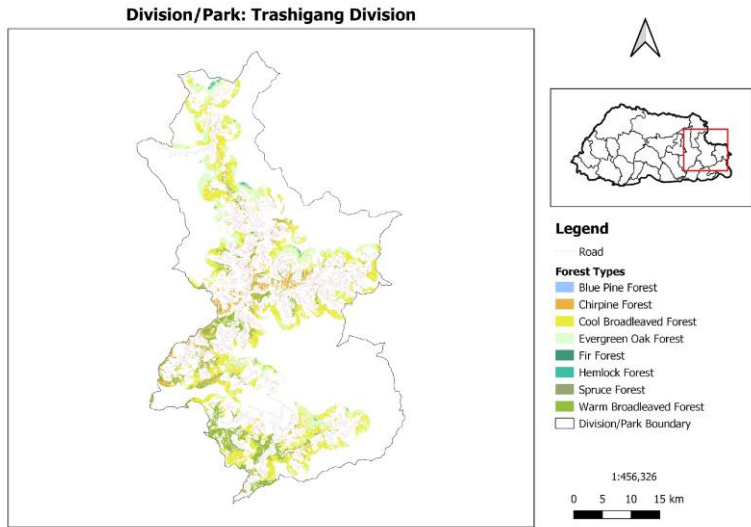 Division/Park: Trashigang Division
Legend
Road
Forest Types
Blue Pine Forest
Chirpine Forest
Cool Broadleaved Forest
Evergreen Oak Forest
Fir Forest
Hemlock Forest
Spruce Forest
Warm Broadleaved Forest
Division/Park Boundary
1:456,326
0 5 10 15 km